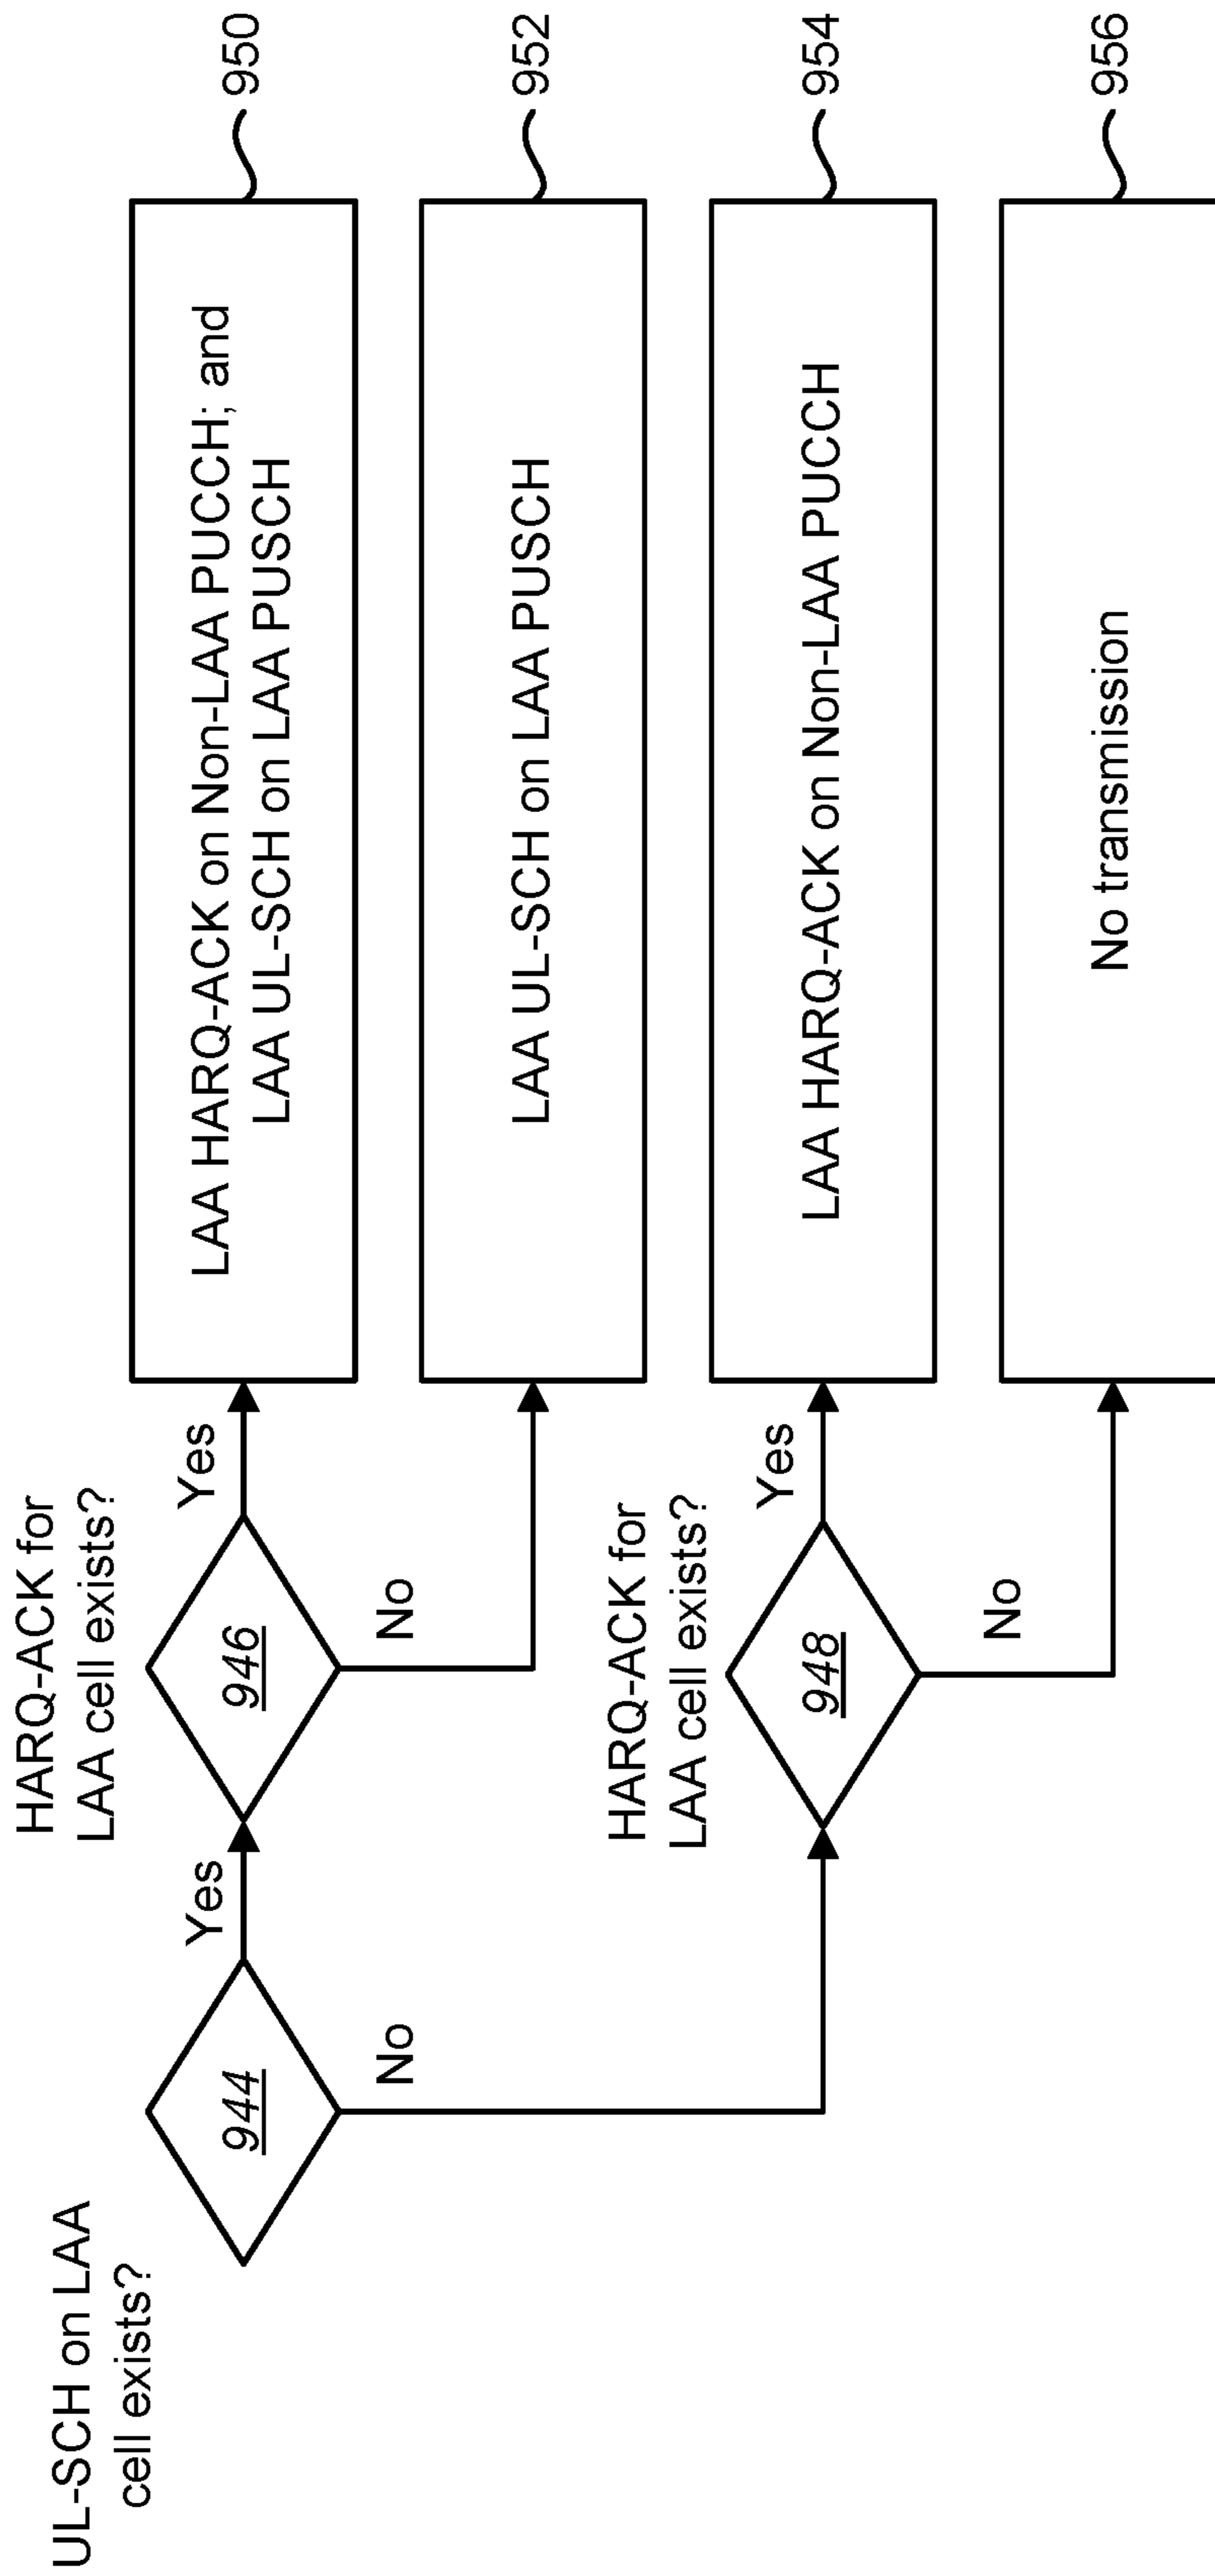 UL-SCH on LAA
cell exists?
944
Yes
No
HARQ-ACK for
LAA cell exists?
946
Yes
No
LAA HARQ-ACK on Non-LAA PUCCH; and
LAA UL-SCH on LAA PUSCH
950
LAA UL-SCH on LAA PUSCH
952
HARQ-ACK for
LAA cell exists?
948
Yes
No
LAA HARQ-ACK on Non-LAA PUCCH
954
No transmission
956